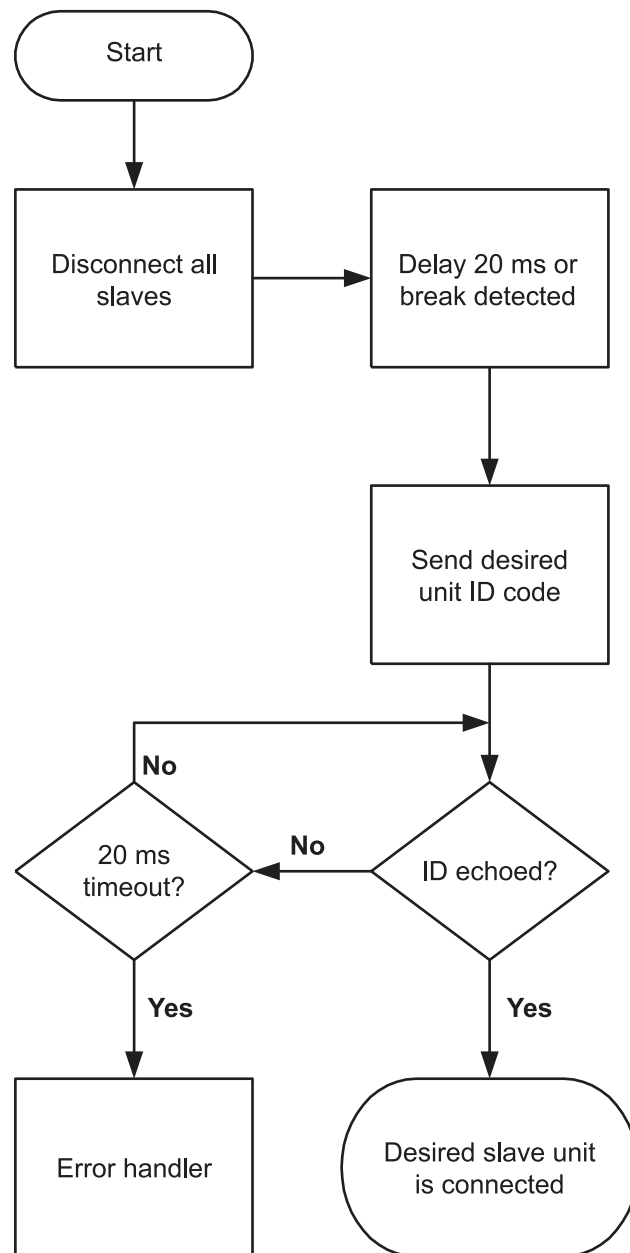 Start
Disconnect all
slaves
Delay 20 ms or
break detected
Send desired
unit ID code
No
20 ms
timeout?
No
ID echoed?
Yes
Yes
Error handler
Desired slave unit
is connected